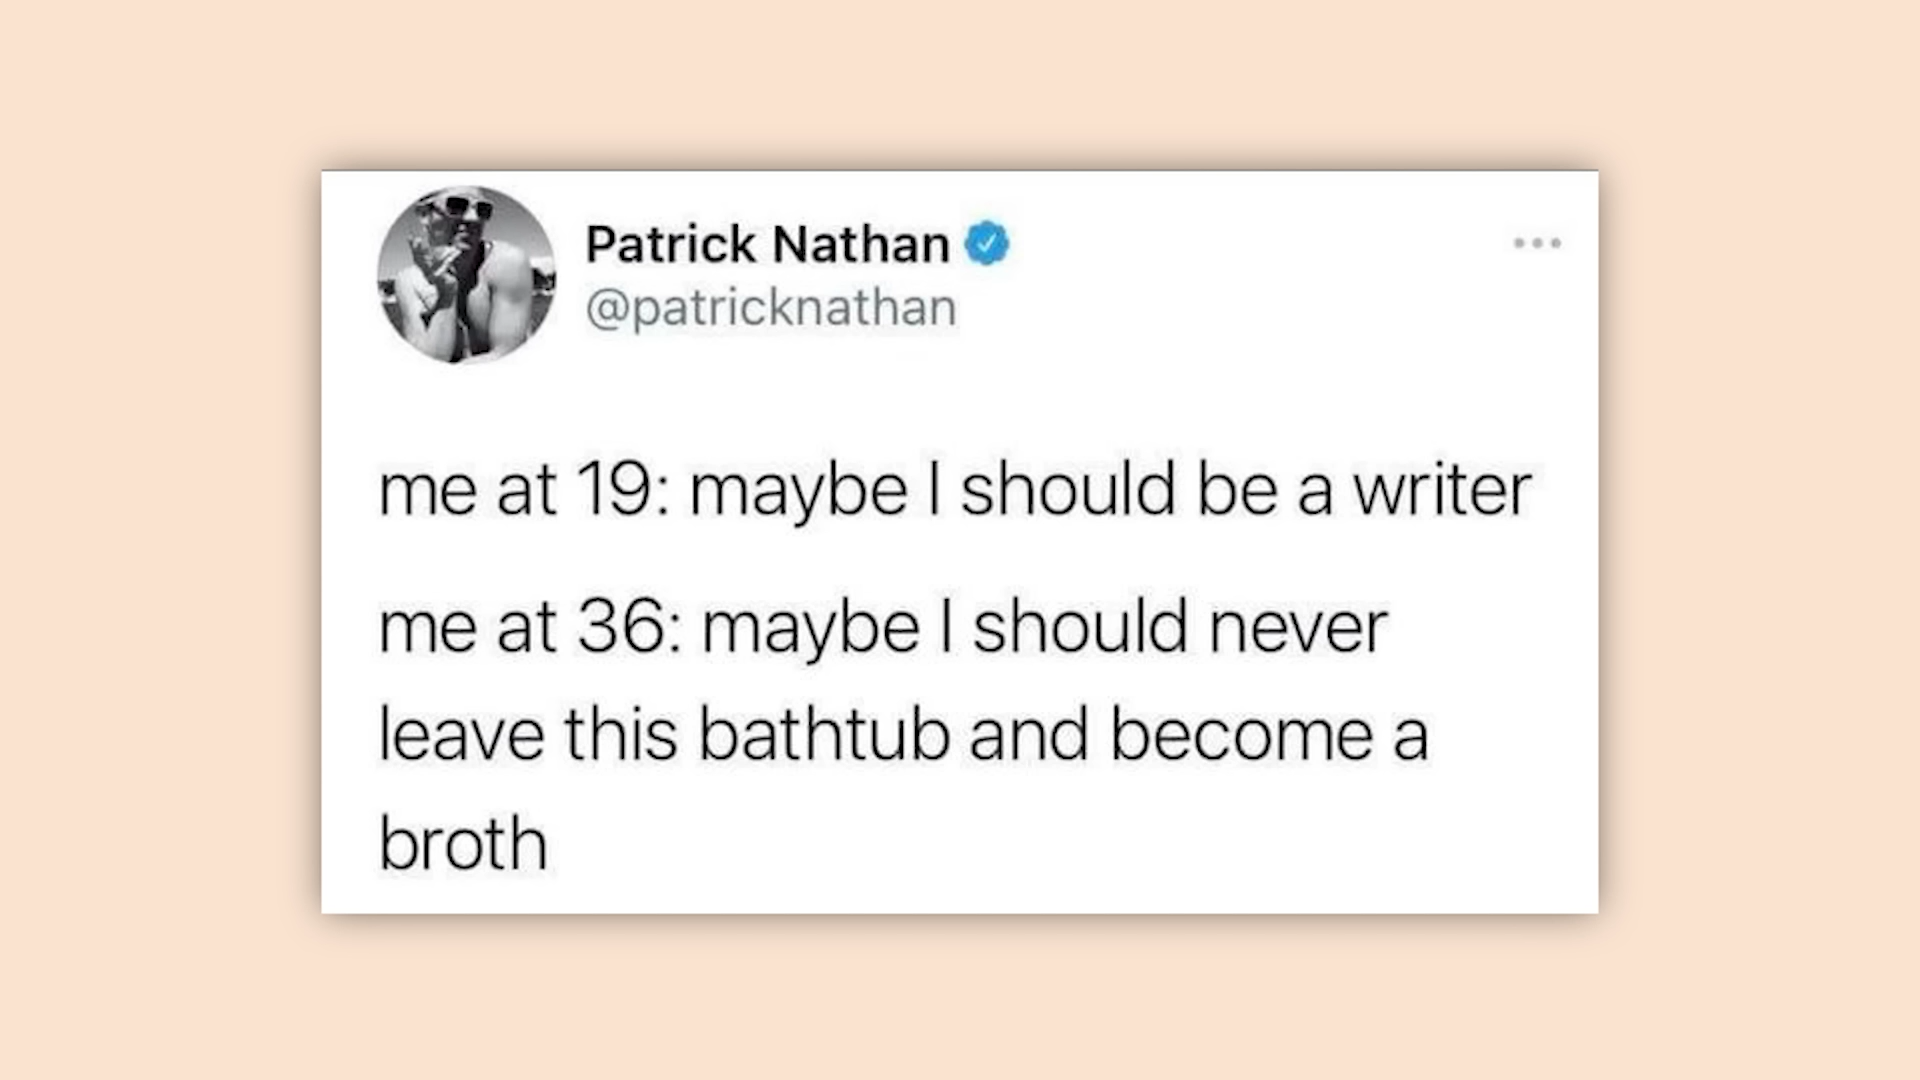 Patrick Nathan
@patricknathan
me at 19: maybe I should be a writer
me at 36: maybe I should never
leave this bathtub and become a
broth